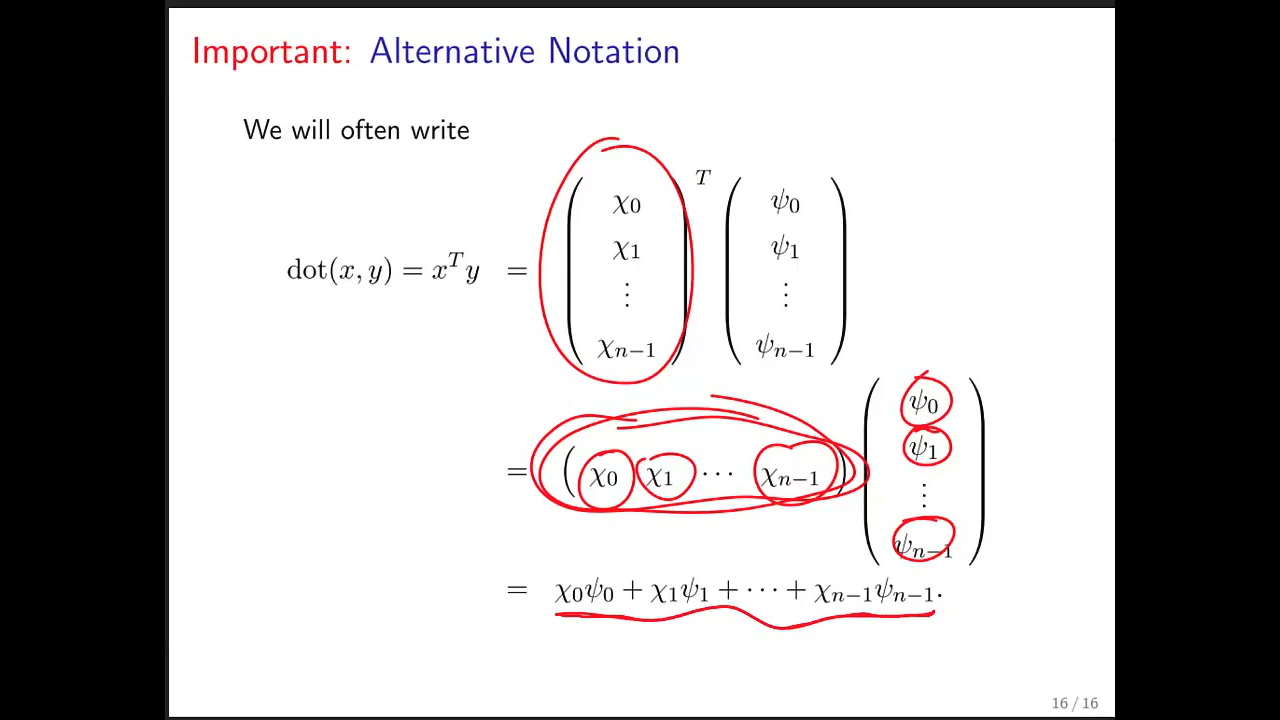 Important: Alternative Notation
We will often write
dot(x, y) = xᵀy = ( χ₀ χ₁ ⋮ χₙ₋₁ )ᵀ ( ψ₀ ψ₁ ⋮ ψₙ₋₁ )
= ( χ₀ χ₁ ⋯ χₙ₋₁ ) ( ψ₀ ψ₁ ⋮ ψₙ₋₁ )
= χ₀ψ₀ + χ₁ψ₁ + ⋯ + χₙ₋₁ψₙ₋₁.
16 / 16